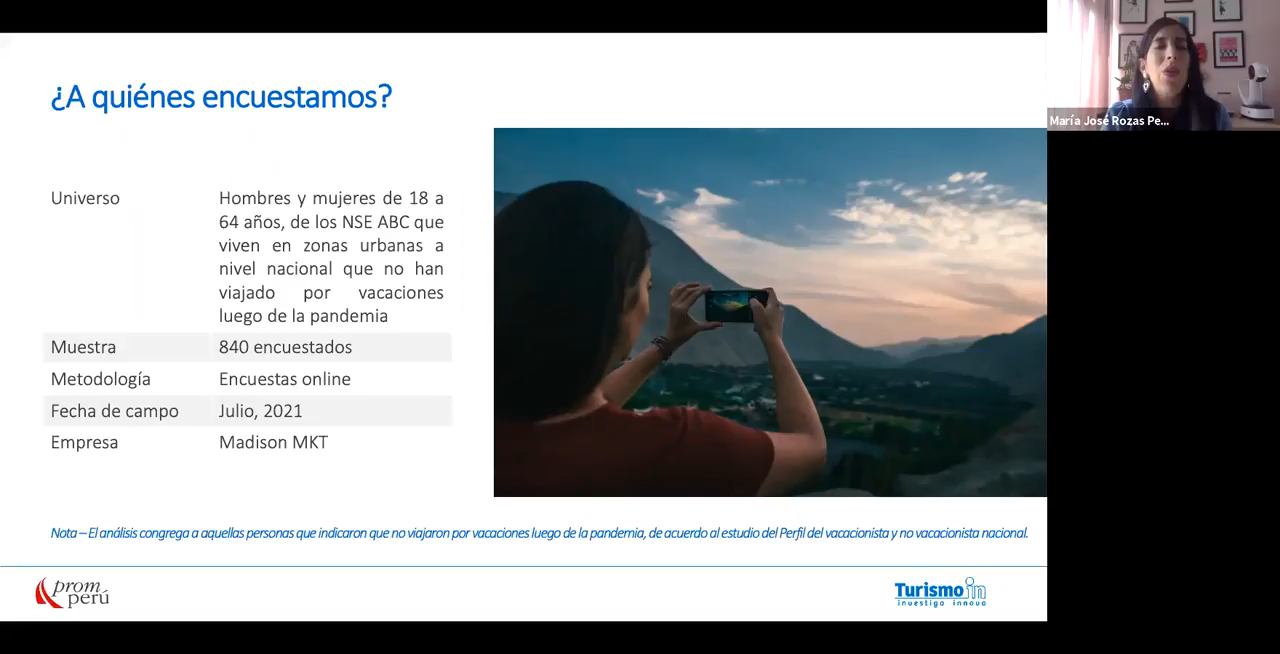 ¿A quiénes encuestamos?
María José Rozas Pe...
Universo
Hombres y mujeres de 18 a
64 años, de los NSE ABC que
viven en zonas urbanas a
nivel nacional que no han
viajado por vacaciones
luego de la pandemia
Muestra 840 encuestados
Metodología Encuestas online
Fecha de campo Julio, 2021
Empresa Madison MKT
Nota – El análisis congrega a aquellas personas que indicaron que no viajaron por vacaciones luego de la pandemia, de acuerdo al estudio del Perfil del vacacionista y no vacacionista nacional.
prom
perú
Turismo in
investiga innova